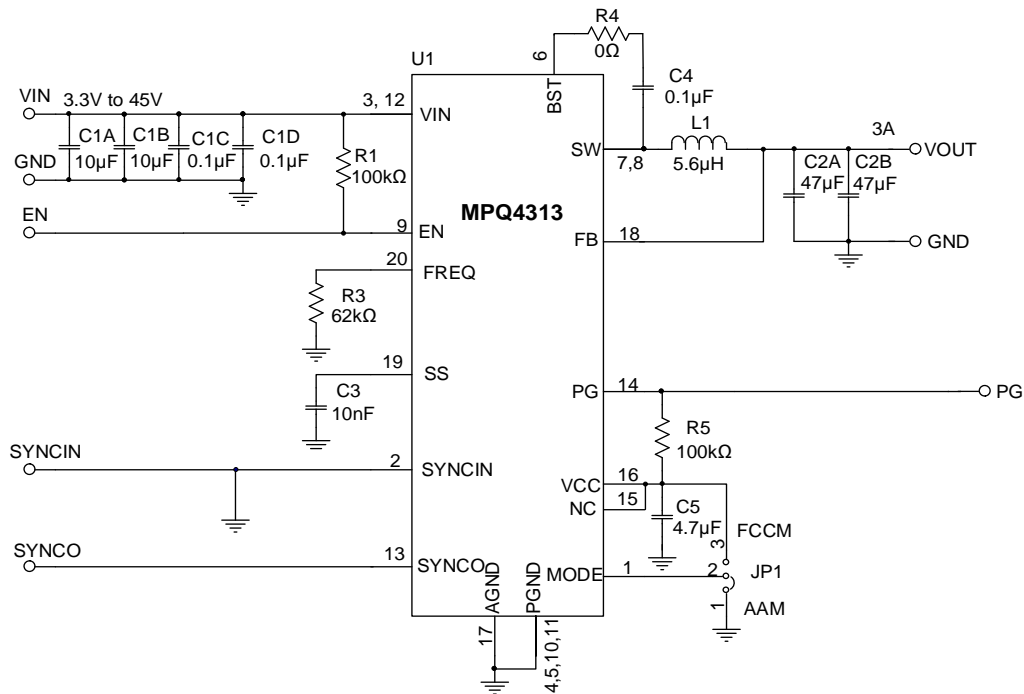 R4
0Ω
6
BST
C4
0.1µF
U1
VIN
3.3V to 45V
3, 12
VIN
C1A
10µF
C1B
10µF
C1C
0.1µF
C1D
0.1µF
GND
R1
100kΩ
SW
7,8
L1
5.6µH
3A
VOUT
C2A
47µF
C2B
47µF
EN
9
EN
MPQ4313
FB
18
GND
20
FREQ
R3
62kΩ
19
SS
C3
10nF
PG
14
PG
R5
100kΩ
SYNCIN
2
SYNCIN
VCC
16
NC
15
C5
4.7µF
FCCM
3
SYNCO
13
SYNCO
MODE
1
2
JP1
1
AAM
AGND
PGND
17
4,5,10,11